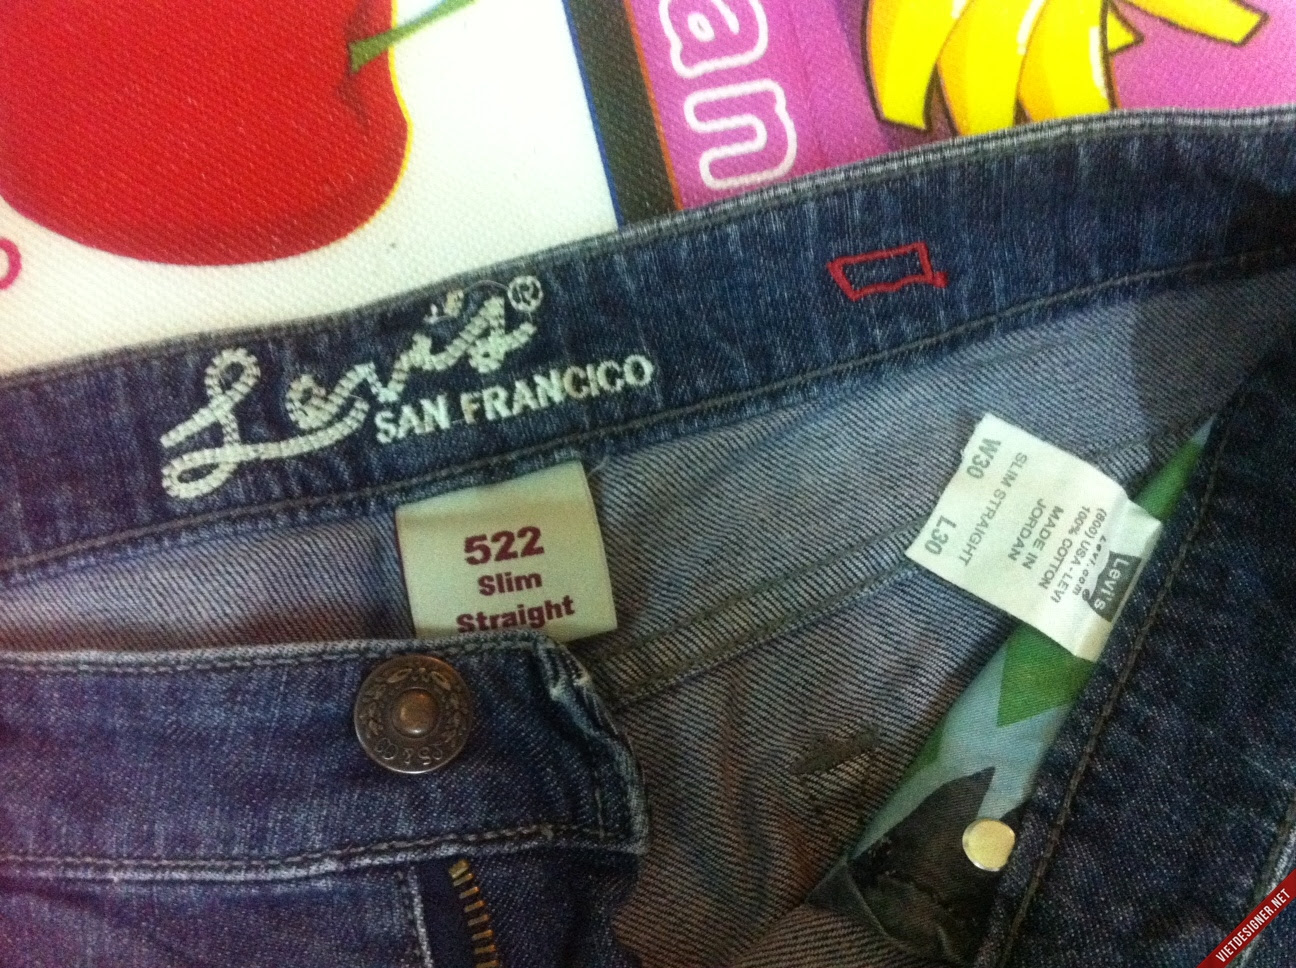 an
Levi's®
SAN FRANCICO
522
Slim
Straight
W30 L30
SLIM STRAIGHT
MADE IN
JORDAN
100% COTTON
(800) USA-LEVI
Levi.com
Levi's
VIETDESIGNER.NET